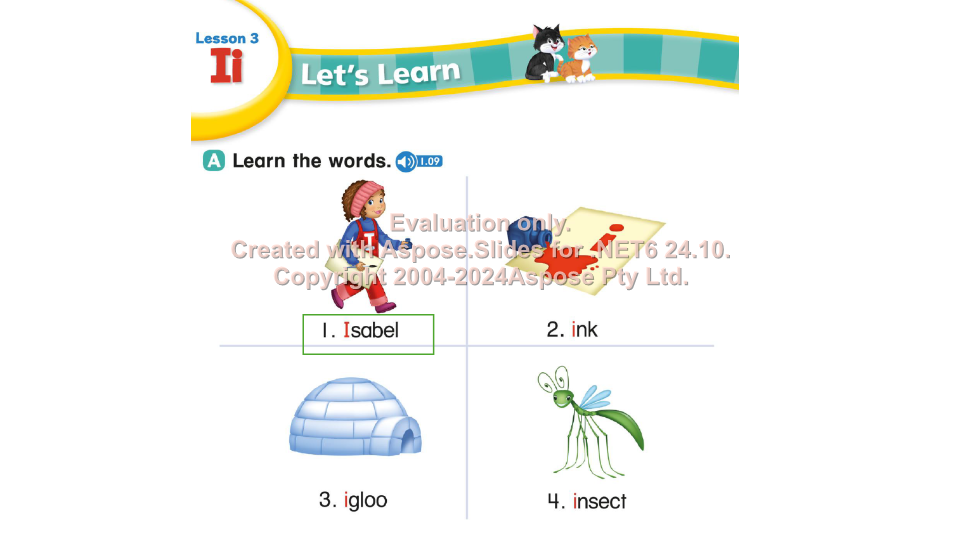 Lesson 3
Ii
Let's Learn
A Learn the words. 1.09
I
Evaluation only.
Created with Aspose.Slides for .NET6 24.10.
Copyright 2004-2024Aspose Pty Ltd.
1. Isabel
2. ink
3. igloo
4. insect